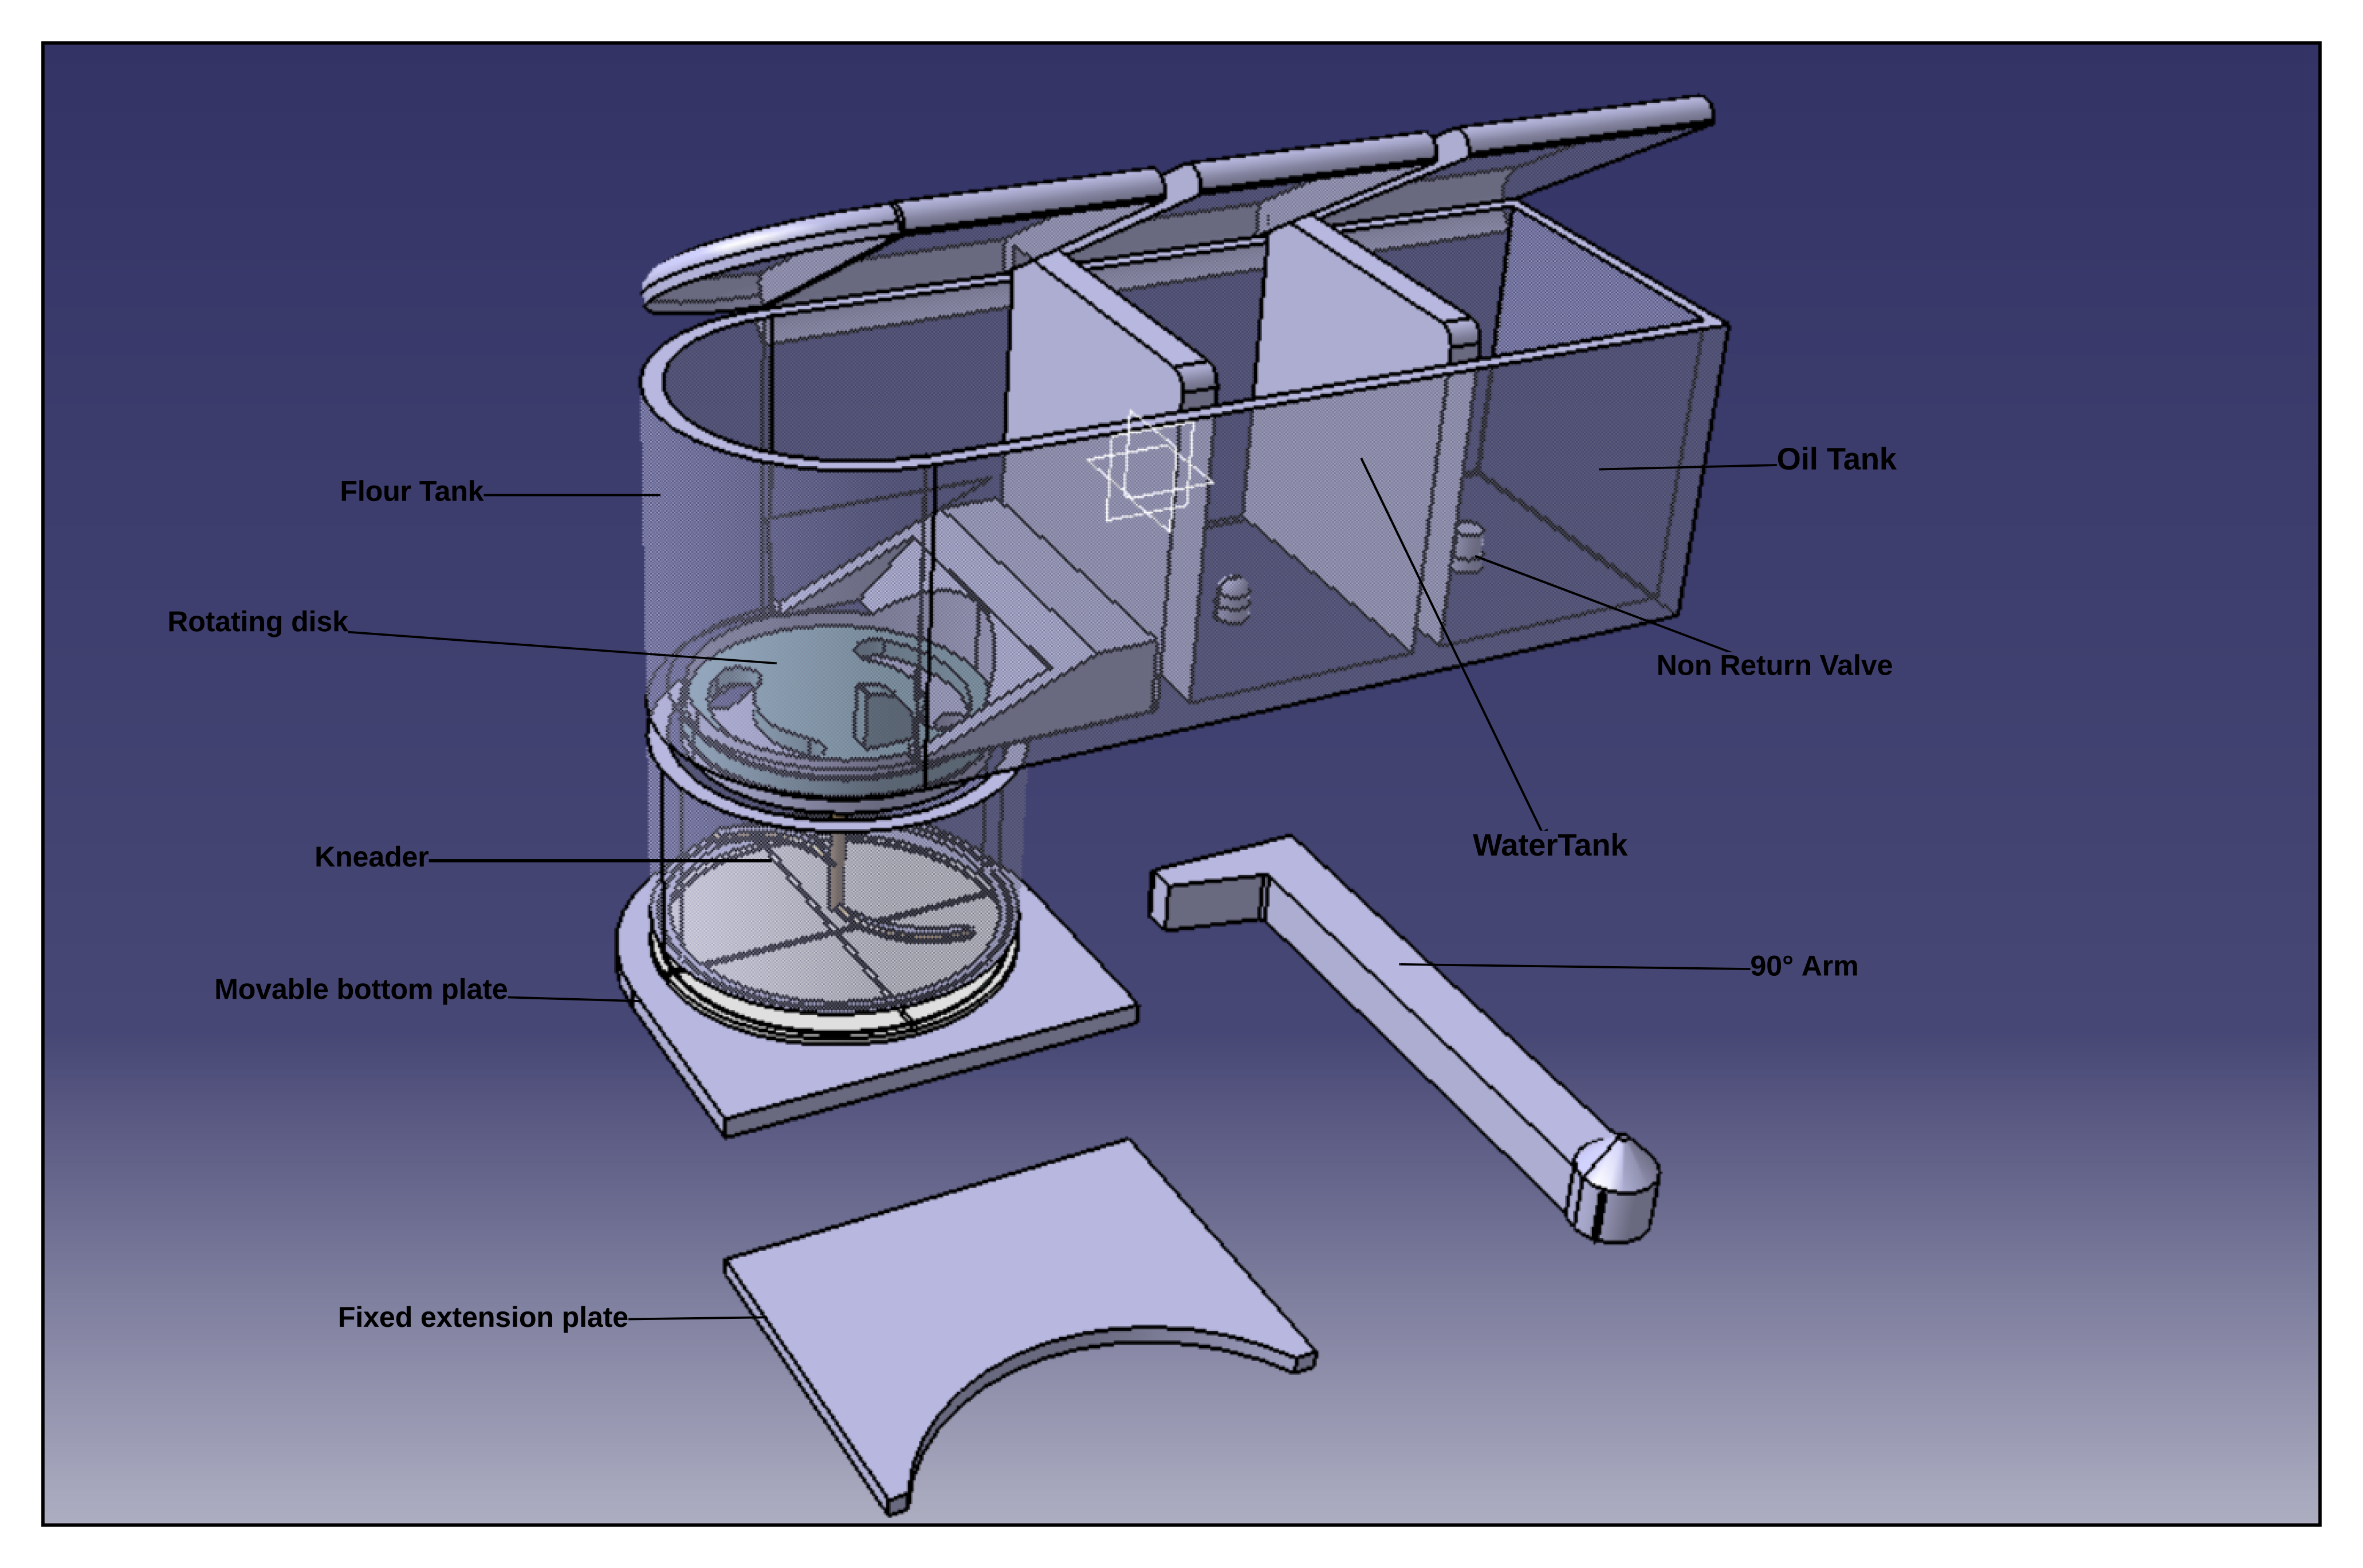 Oil Tank
Flour Tank
Rotating disk
Non Return Valve
WaterTank
Kneader
90° Arm
Movable bottom plate
Fixed extension plate